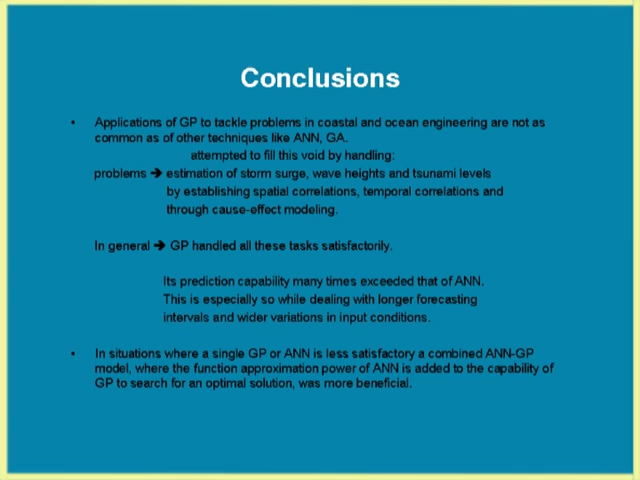 Conclusions
• Applications of GP to tackle problems in coastal and ocean engineering are not as
common as of other techniques like ANN, GA.
attempted to fill this void by handling:
problems ➔ estimation of storm surge, wave heights and tsunami levels
by establishing spatial correlations, temporal correlations and
through cause-effect modeling.
In general ➔ GP handled all these tasks satisfactorily.
Its prediction capability many times exceeded that of ANN.
This is especially so while dealing with longer forecasting
intervals and wider variations in input conditions.
• In situations where a single GP or ANN is less satisfactory a combined ANN-GP
model, where the function approximation power of ANN is added to the capability of
GP to search for an optimal solution, was more beneficial.